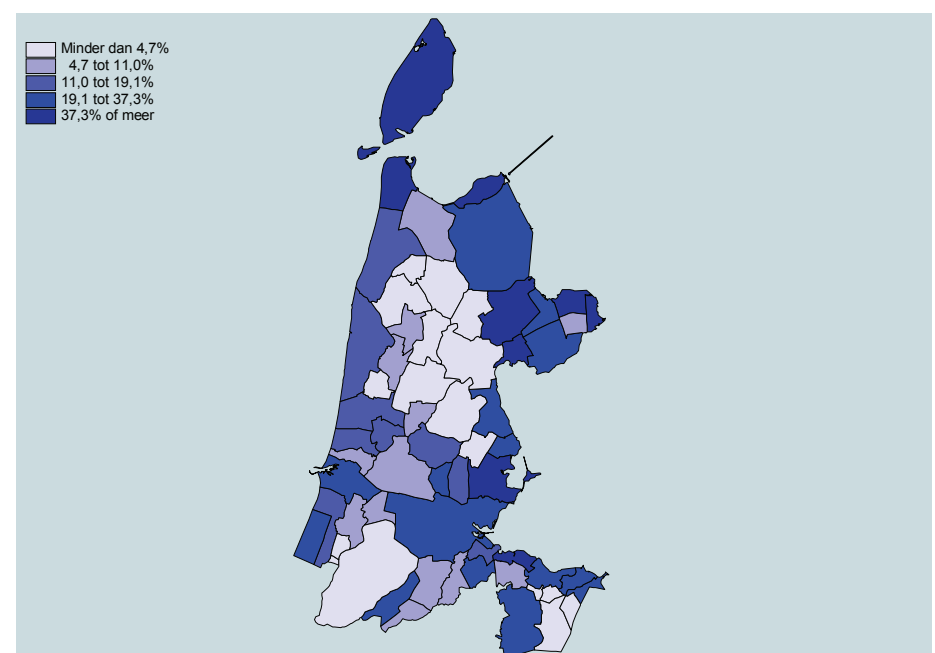 Minder dan 4,7%
4,7 tot 11,0%
11,0 tot 19,1%
19,1 tot 37,3%
37,3% of meer